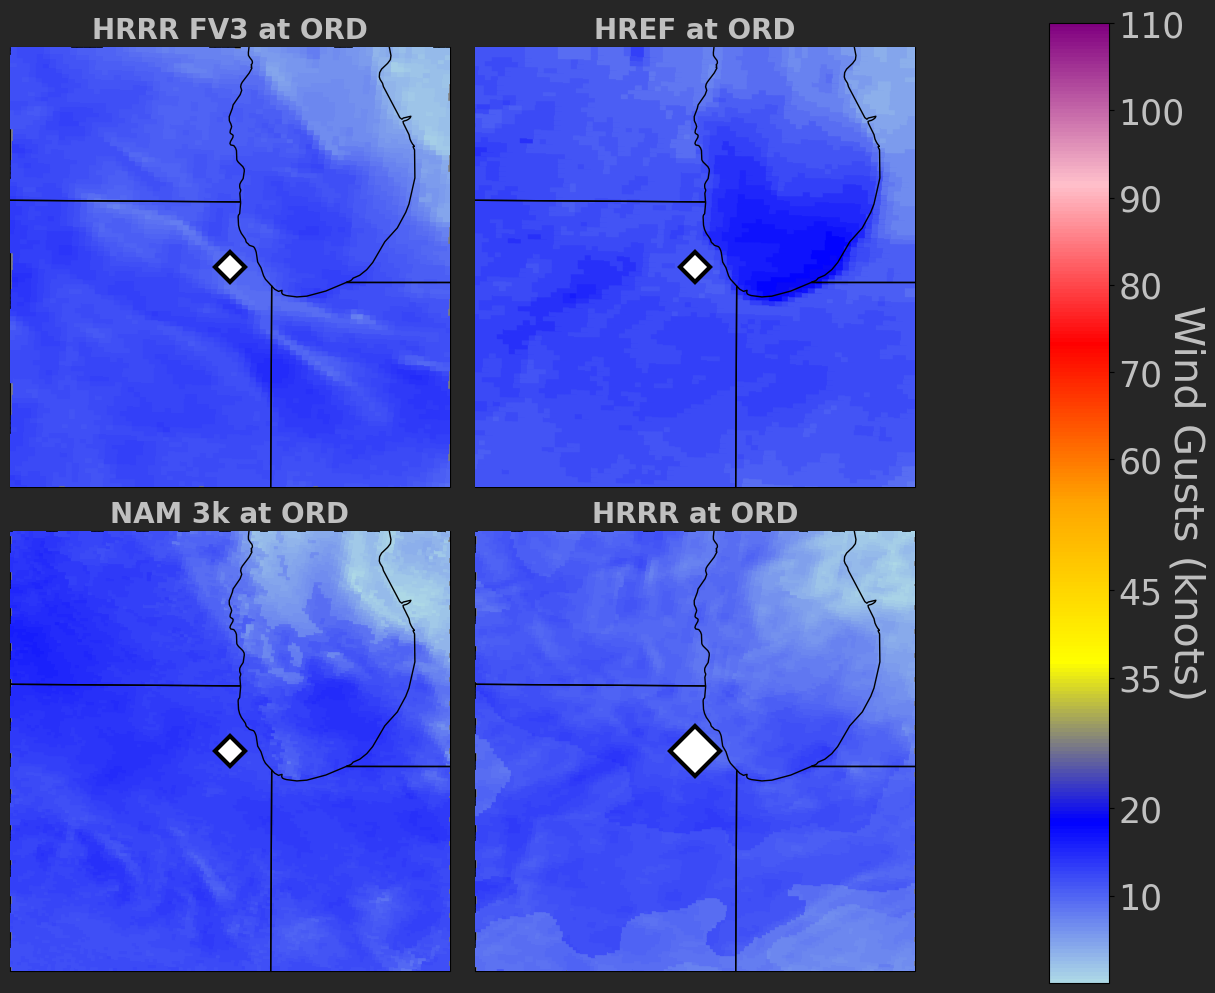 HRRR FV3 at ORD
HREF at ORD
NAM 3k at ORD
HRRR at ORD
110
100
90
80
70
60
45
35
20
10
Wind Gusts (knots)